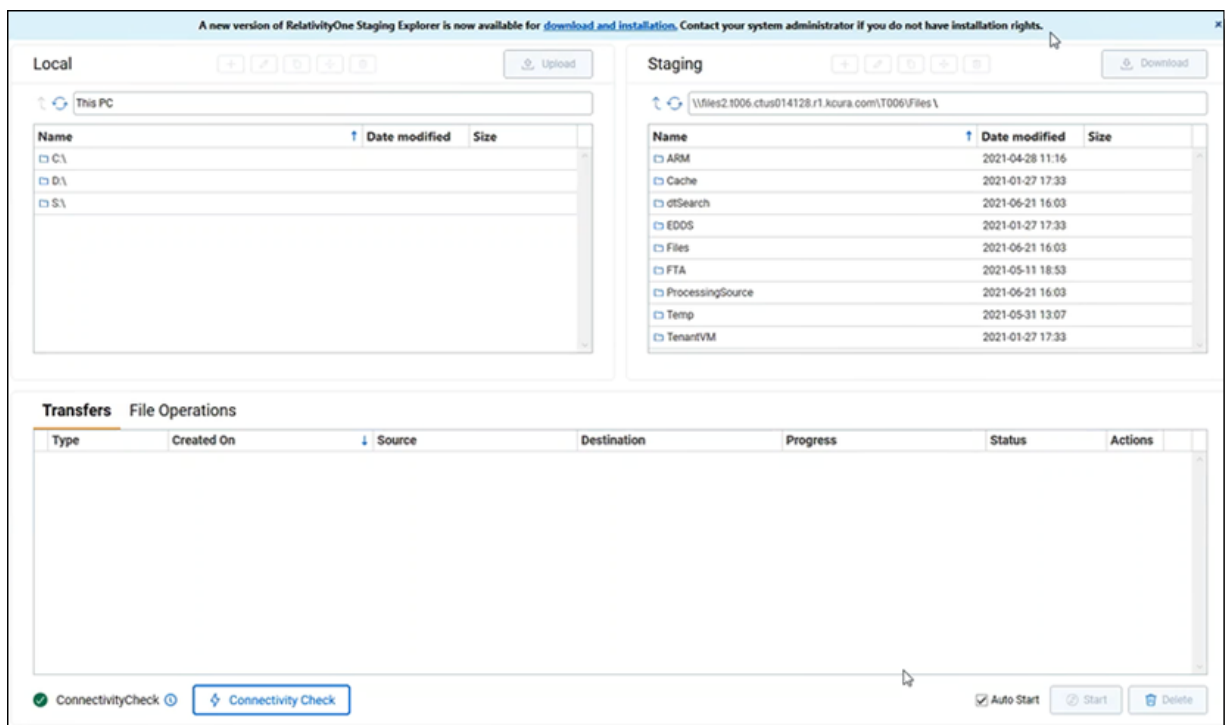 A new version of RelativityOne Staging Explorer is now available for download and installation. Contact your system administrator if you do not have installation rights.
Local
Upload
This PC
Name Date modified Size
C:\
D:\
S:\
Staging
Download
\\files2.t006.ctus014128.r1.kcura.com\T006\Files \
Name Date modified Size
ARM 2021-04-28 11:16
Cache 2021-01-27 17:33
dtSearch 2021-06-21 16:03
EDDS 2021-01-27 17:33
Files 2021-06-21 16:03
FTA 2021-05-11 18:53
ProcessingSource 2021-06-21 16:03
Temp 2021-05-31 13:07
TenantVM 2021-01-27 17:33
Transfers File Operations
Type Created On Source Destination Progress Status Actions
ConnectivityCheck Connectivity Check Auto Start Start Delete